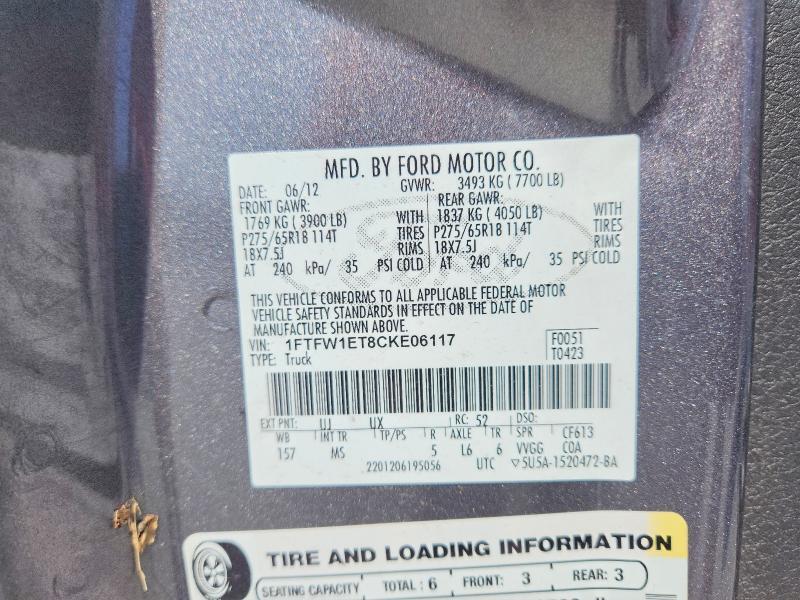 MFD. BY FORD MOTOR CO.
DATE: 06/12 GVWR: 3493 KG ( 7700 LB)
FRONT GAWR: REAR GAWR:
1769 KG ( 3900 LB) WITH 1837 KG ( 4050 LB) WITH
P275/65R18 114T TIRES P275/65R18 114T TIRES
18X7.5J RIMS 18X7.5J RIMS
AT 240 kPa/ 35 PSI COLD AT 240 kPa/ 35 PSI COLD
THIS VEHICLE CONFORMS TO ALL APPLICABLE FEDERAL MOTOR
VEHICLE SAFETY STANDARDS IN EFFECT ON THE DATE OF
MANUFACTURE SHOWN ABOVE.
VIN: 1FTFW1ET8CKE06117 F0051
TYPE: Truck T0423
EXT PNT: UJ UX RC: 52 DSO:
WB INT TR TP/PS R AXLE TR SPR CF613
157 MS 5 L6 6 VVGG COA
2201206195056 UTC ▽5U5A-1520472-BA
TIRE AND LOADING INFORMATION
SEATING CAPACITY TOTAL : 6 FRONT: 3 REAR: 3